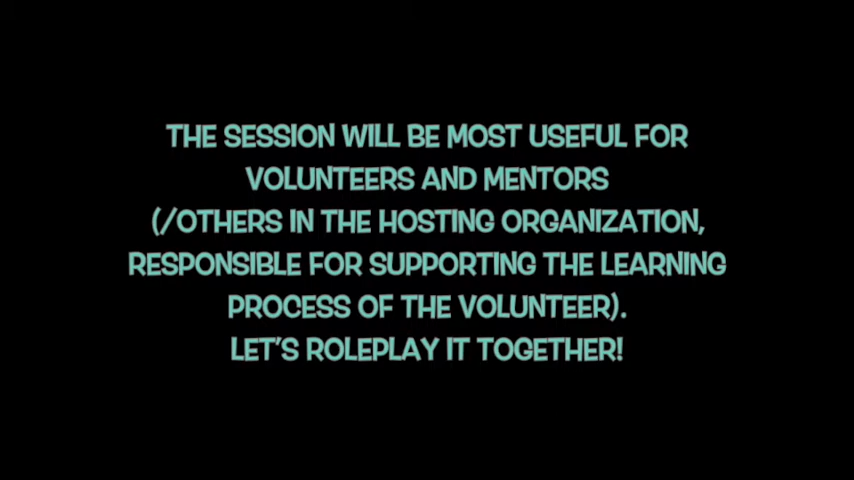 THE SESSION WILL BE MOST USEFUL FOR
VOLUNTEERS AND MENTORS
(/OTHERS IN THE HOSTING ORGANIZATION,
RESPONSIBLE FOR SUPPORTING THE LEARNING
PROCESS OF THE VOLUNTEER).
LET'S ROLEPLAY IT TOGETHER!